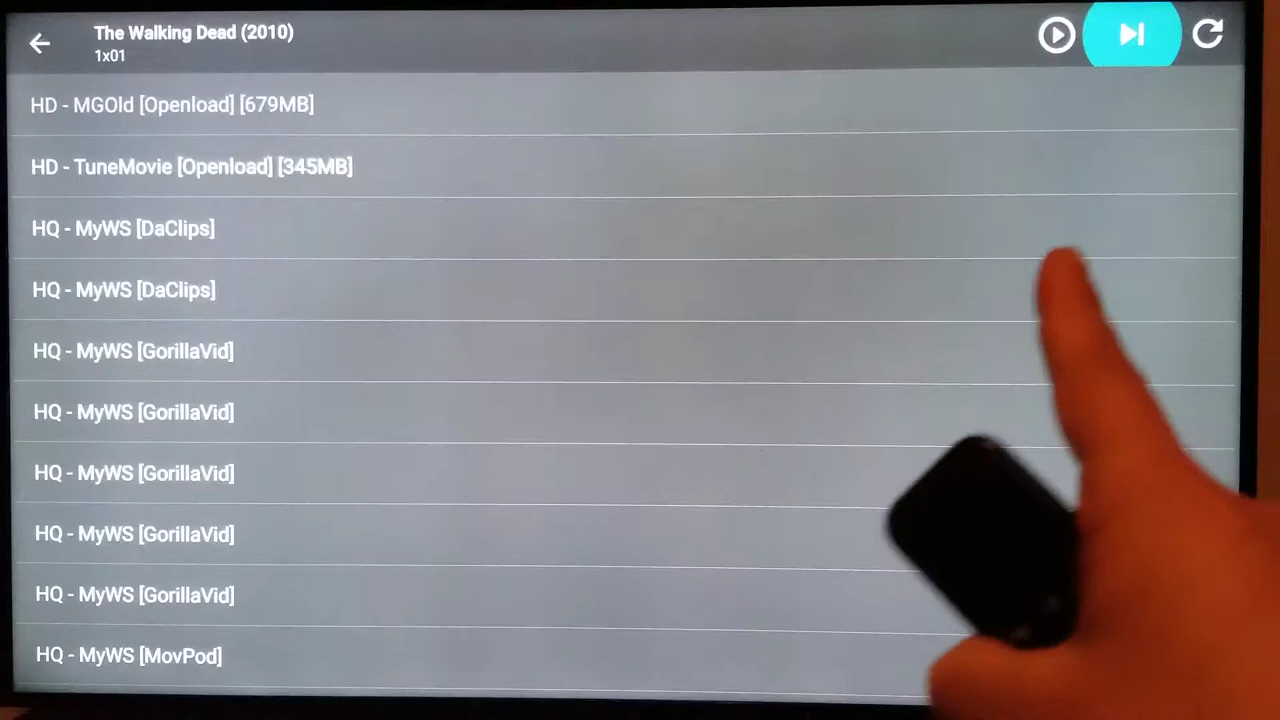 The Walking Dead (2010)
1x01
HD - MGOld [Openload] [679MB]
HD - TuneMovie [Openload] [345MB]
HQ - MyWS [DaClips]
HQ - MyWS [DaClips]
HQ - MyWS [GorillaVid]
HQ - MyWS [GorillaVid]
HQ - MyWS [GorillaVid]
HQ - MyWS [GorillaVid]
HQ - MyWS [GorillaVid]
HQ - MyWS [MovPod]